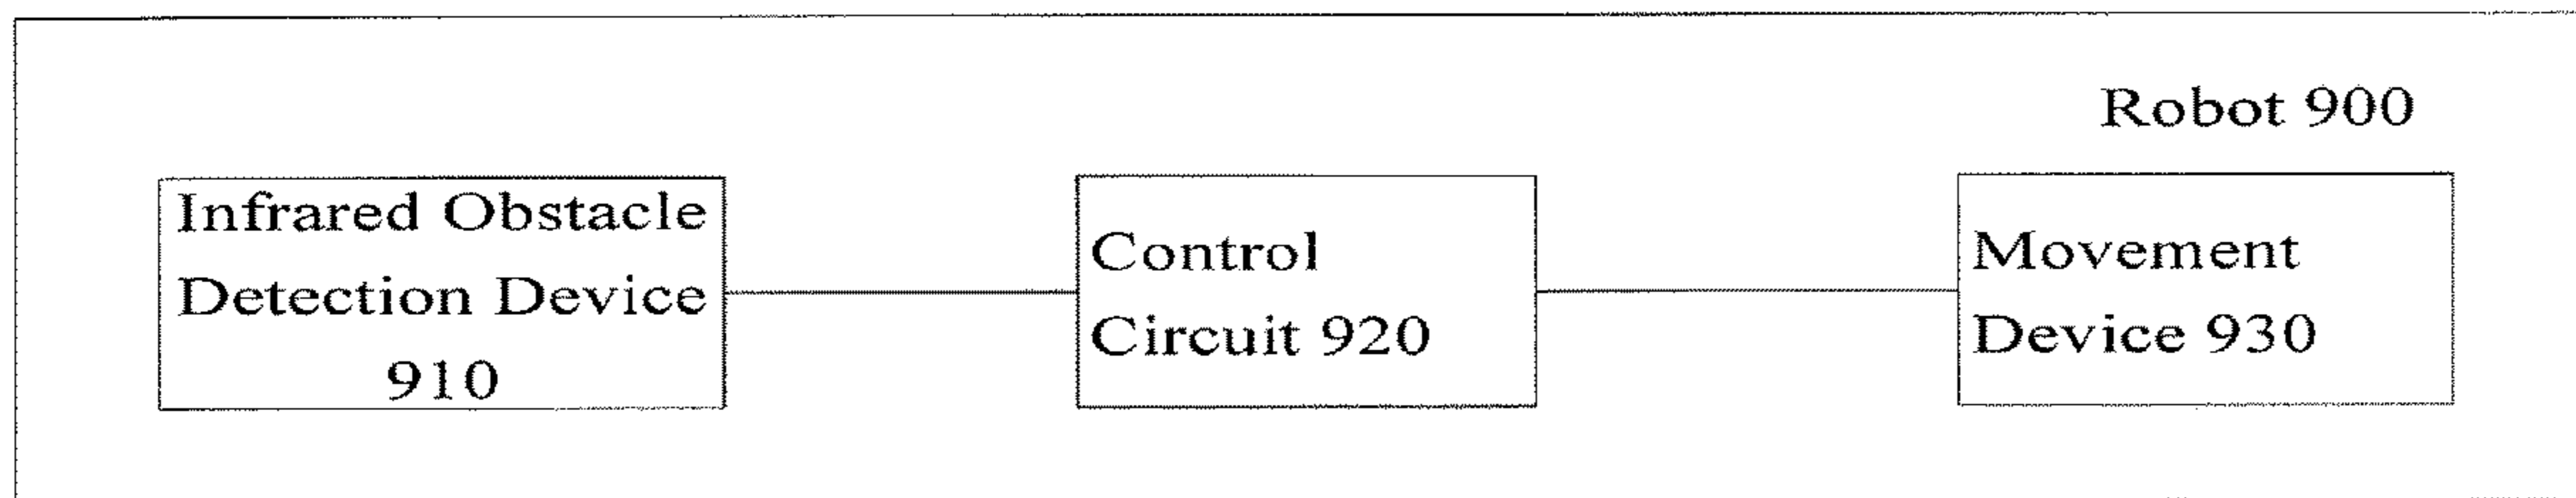 Robot 900
Infrared Obstacle
Detection Device
910
Control
Circuit 920
Movement
Device 930